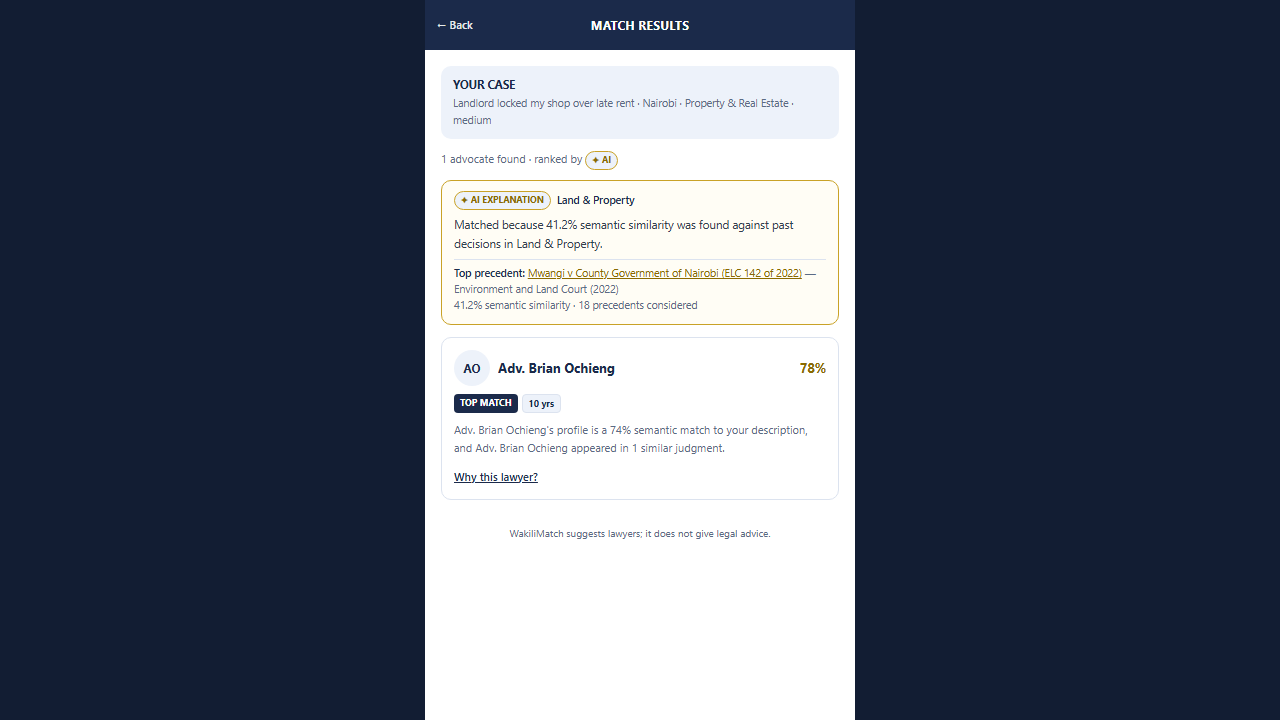 ← Back
MATCH RESULTS
YOUR CASE
Landlord locked my shop over late rent · Nairobi · Property & Real Estate ·
medium
1 advocate found · ranked by ✦ AI
✦ AI EXPLANATION Land & Property
Matched because 41.2% semantic similarity was found against past
decisions in Land & Property.
Top precedent: Mwangi v County Government of Nairobi (ELC 142 of 2022) —
Environment and Land Court (2022)
41.2% semantic similarity · 18 precedents considered
AO Adv. Brian Ochieng 78%
TOP MATCH 10 yrs
Adv. Brian Ochieng's profile is a 74% semantic match to your description,
and Adv. Brian Ochieng appeared in 1 similar judgment.
Why this lawyer?
WakiliMatch suggests lawyers; it does not give legal advice.